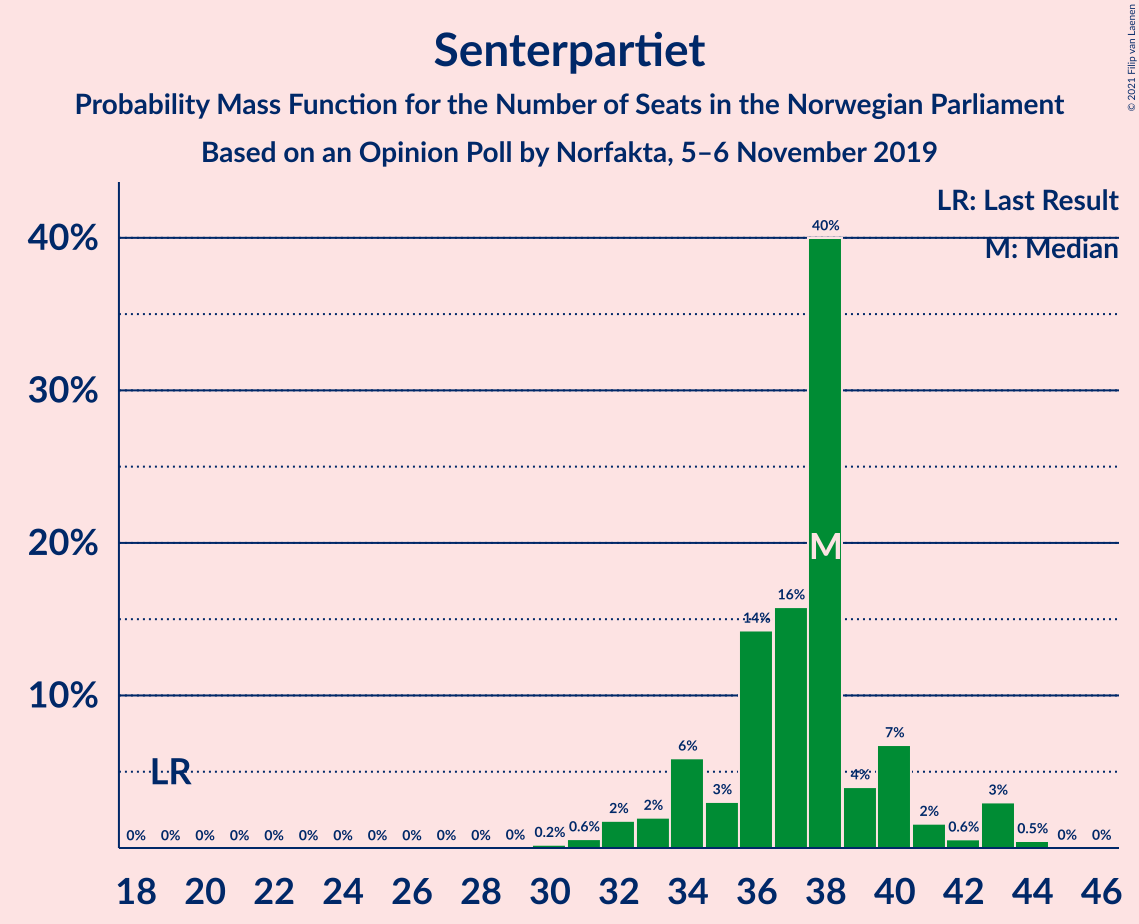 Senterpartiet
Probability Mass Function for the Number of Seats in the Norwegian Parliament
Based on an Opinion Poll by Norfakta, 5–6 November 2019
© 2021 Filip van Laenen
LR: Last Result
M: Median
40%
30%
20%
10%
40%
M
16%
14%
7%
6%
4%
3%
3%
2%
2%
2%
0.6%
0.6%
0.5%
0.2%
LR
0% 0% 0% 0% 0% 0% 0% 0% 0% 0% 0% 0% 0% 0%
18 20 22 24 26 28 30 32 34 36 38 40 42 44 46